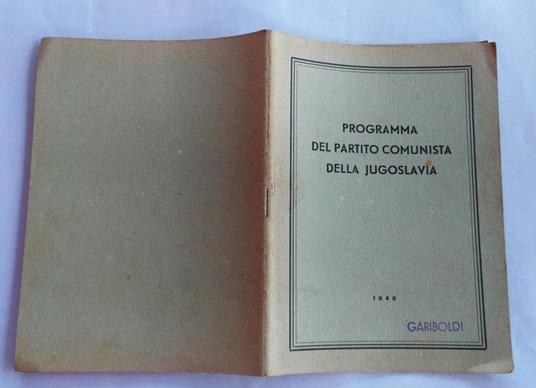 PROGRAMMA
DEL PARTITO COMUNISTA
DELLA JUGOSLAVIA
1948
GARIBOLDI